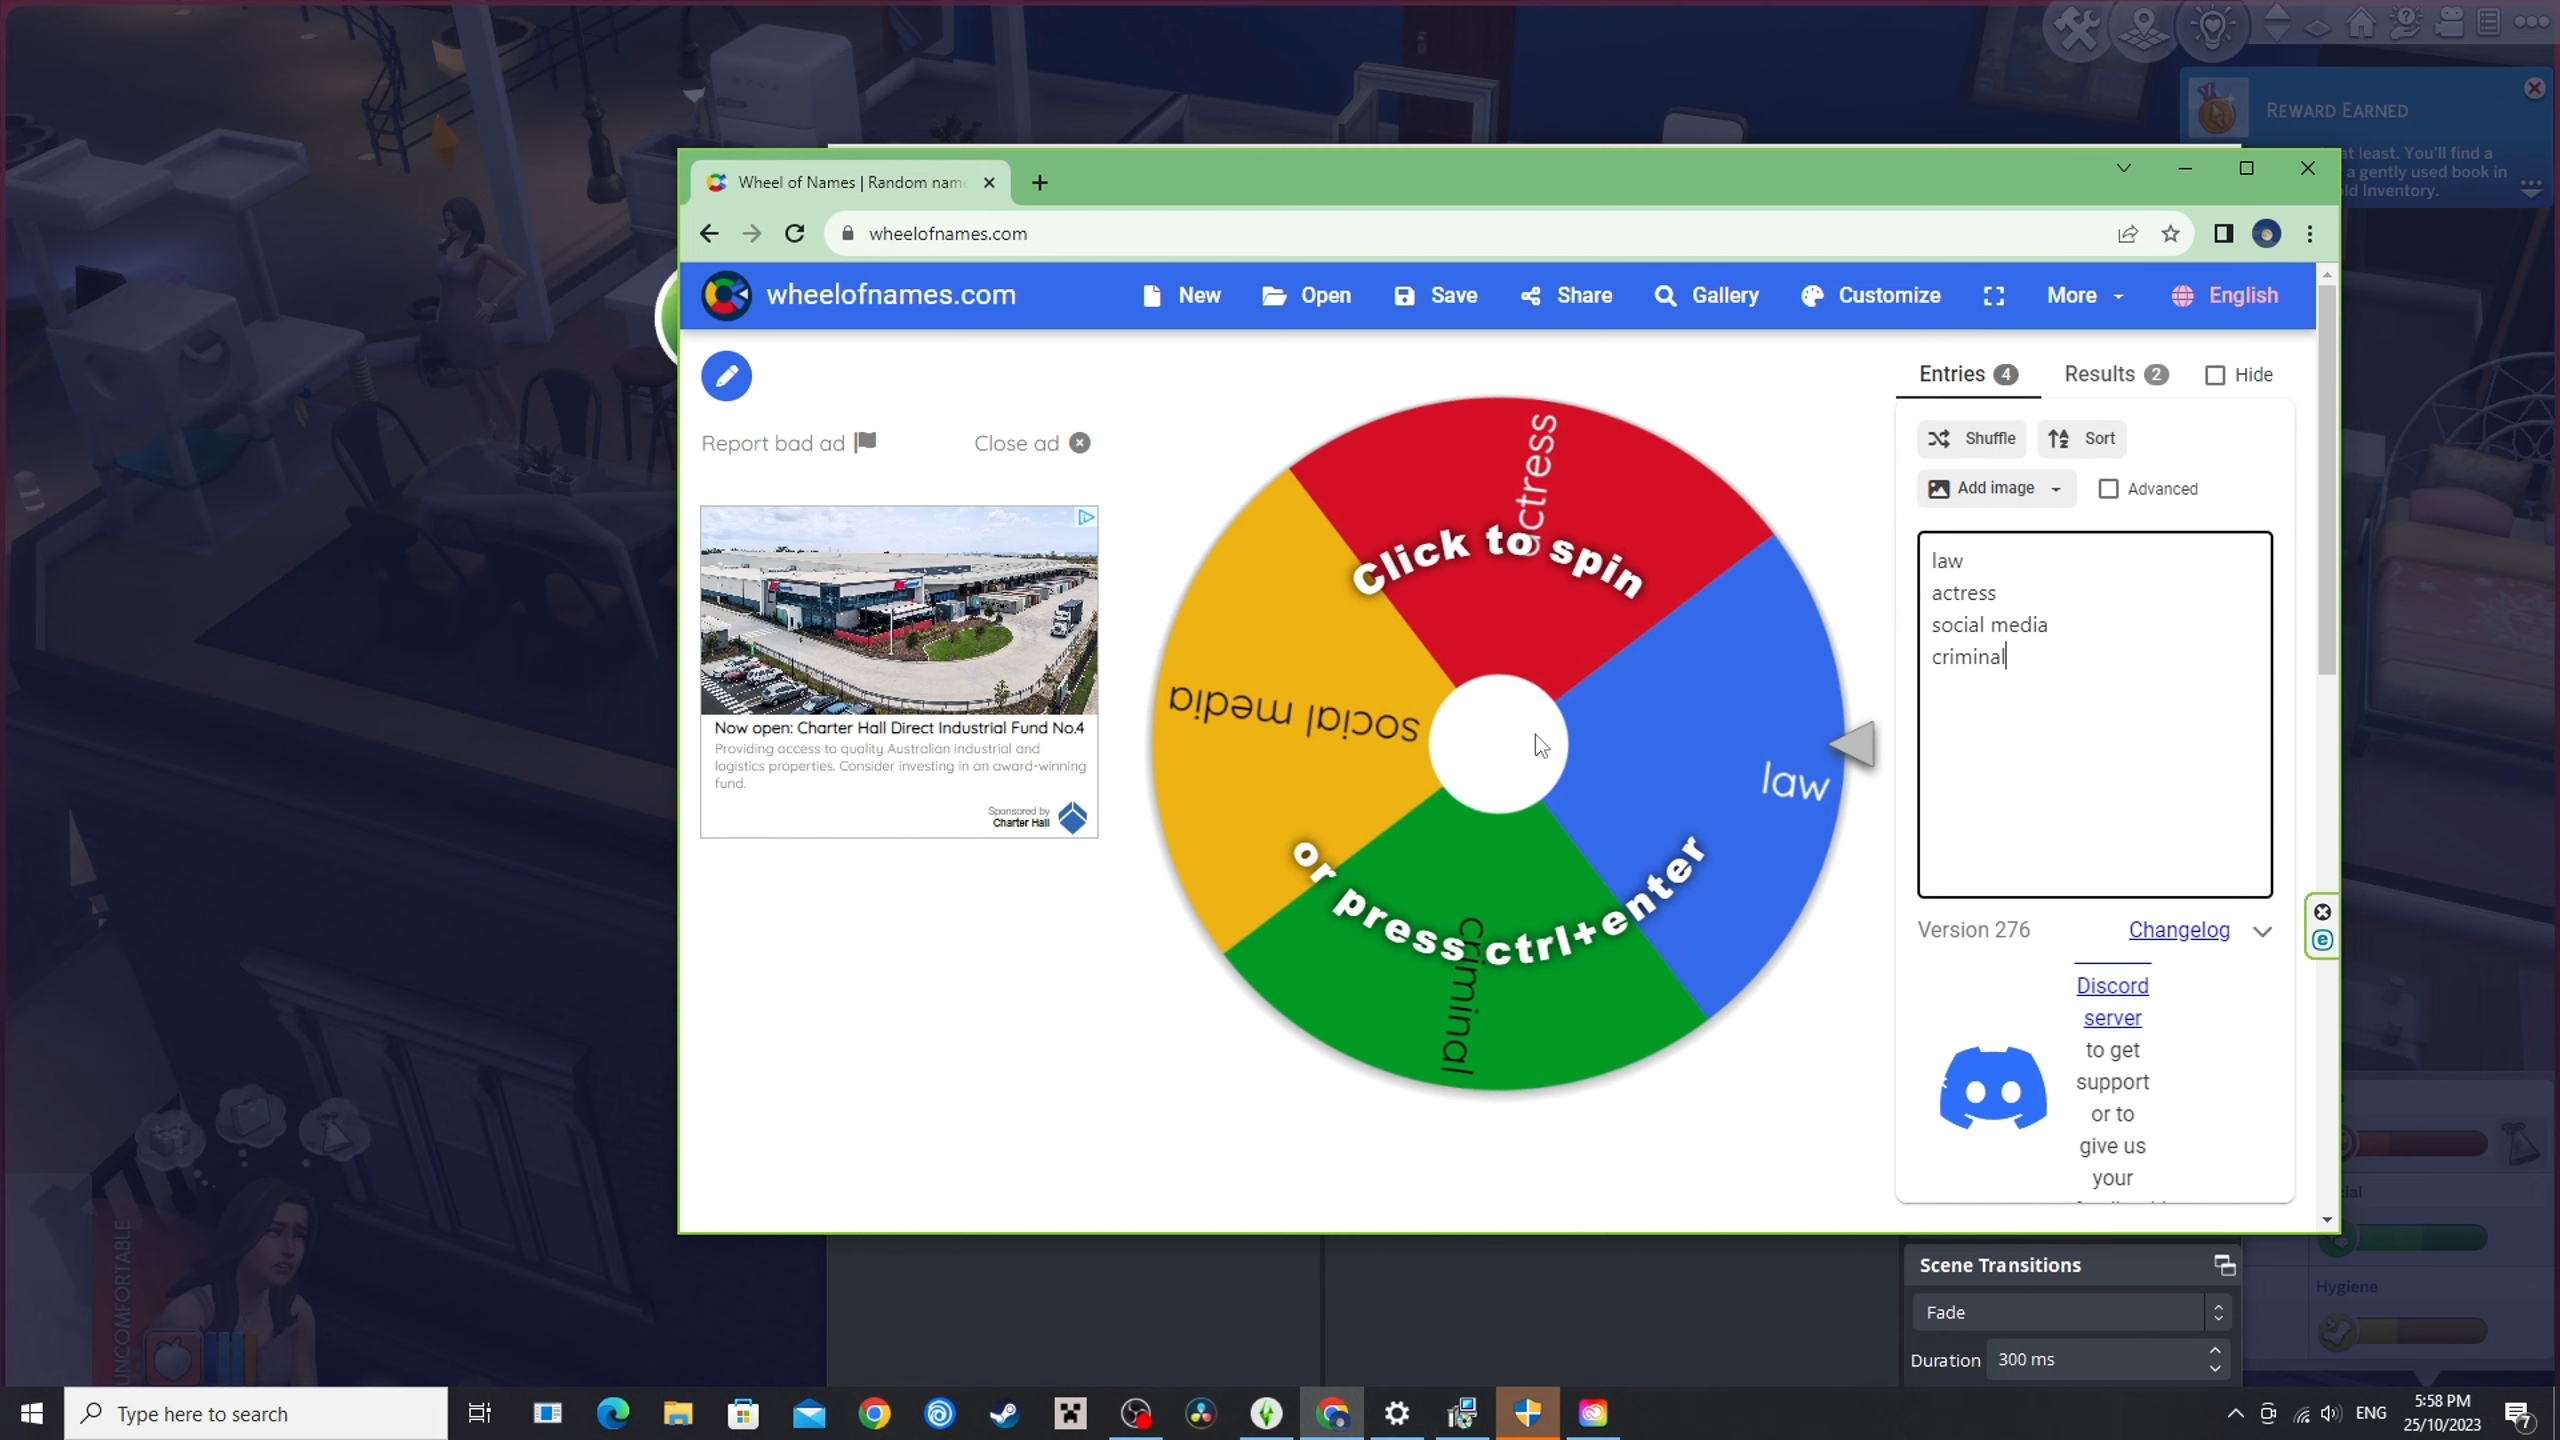 REWARD EARNED
at least. You'll find a
a gently used book in
ld Inventory.
Wheel of Names | Random nam
wheelofnames.com
wheelofnames.com
New
Open
Save
Share
Gallery
Customize
More
English
Report bad ad
Close ad
Now open: Charter Hall Direct Industrial Fund No.4
Providing access to quality Australian industrial and
logistics properties. Consider investing in an award-winning
fund.
Sponsored by
Charter Hall
actress
Click to spin
social media
law
or press ctrl+enter
criminal
Entries 4
Results 2
Hide
Shuffle
Sort
Add image
Advanced
law
actress
social media
criminal
Version 276
Changelog
Discord
server
to get
support
or to
give us
your
UNCOMFORTABLE
ial
Hygiene
Scene Transitions
Fade
Duration
300 ms
Type here to search
ENG
5:58 PM
25/10/2023
7